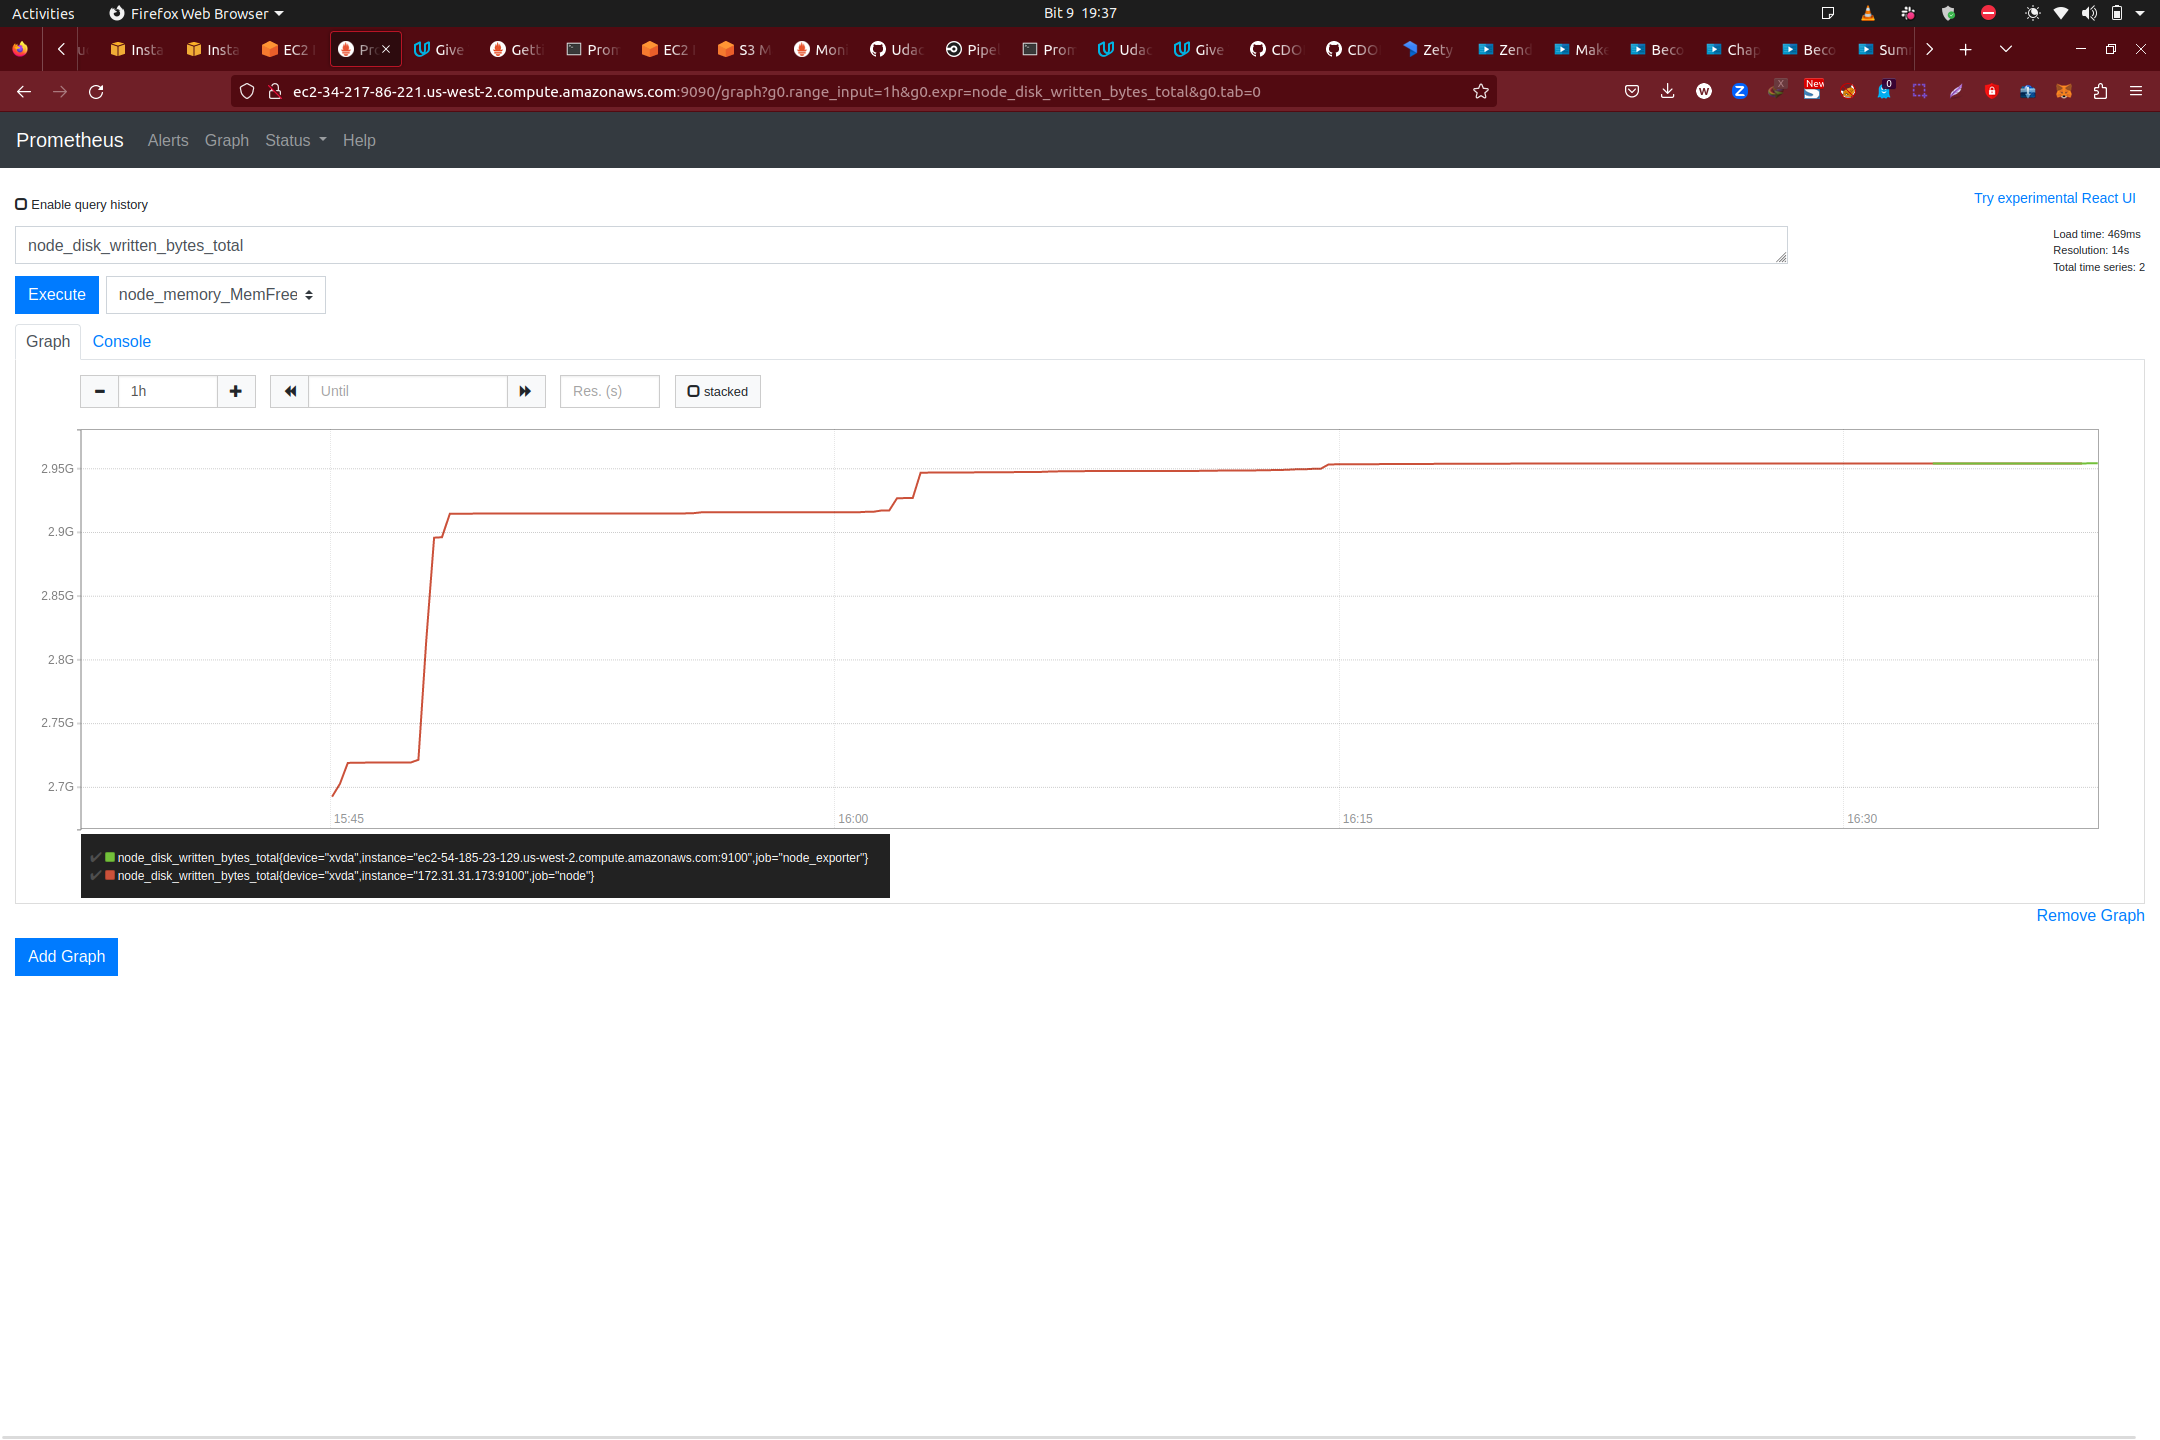 Activities Firefox Web Browser Bit 9 19:37
Insta Insta EC2 Pro Give Getti Prom EC2 S3 M Moni Udac Pipel Prom Udac Give CDO CDO Zety Zend Make Beco Chap Beco Sum
ec2-34-217-86-221.us-west-2.compute.amazonaws.com:9090/graph?g0.range_input=1h&g0.expr=node_disk_written_bytes_total&g0.tab=0
New
0
Prometheus Alerts Graph Status Help
Enable query history
Try experimental React UI
node_disk_written_bytes_total
Load time: 469ms
Resolution: 14s
Total time series: 2
Execute node_memory_MemFree
Graph Console
1h Until Res. (s) stacked
2.95G
2.9G
2.85G
2.8G
2.75G
2.7G
15:45 16:00 16:15 16:30
node_disk_written_bytes_total{device="xvda",instance="ec2-54-185-23-129.us-west-2.compute.amazonaws.com:9100",job="node_exporter"}
node_disk_written_bytes_total{device="xvda",instance="172.31.31.173:9100",job="node"}
Remove Graph
Add Graph